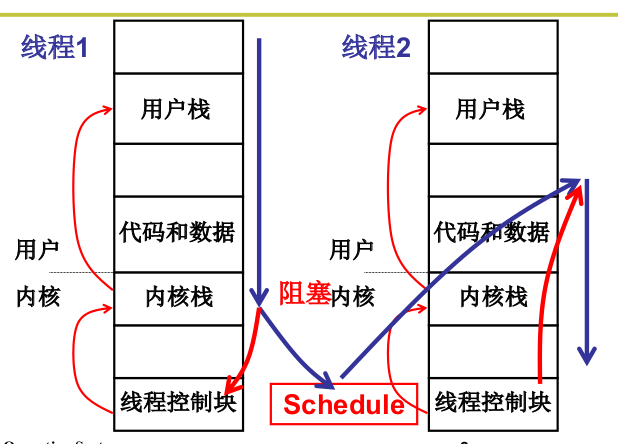 线程1
线程2
用户栈
用户栈
代码和数据
代码和数据
用户
用户
内核
内核栈
阻塞
内核
内核栈
线程控制块
Schedule
线程控制块